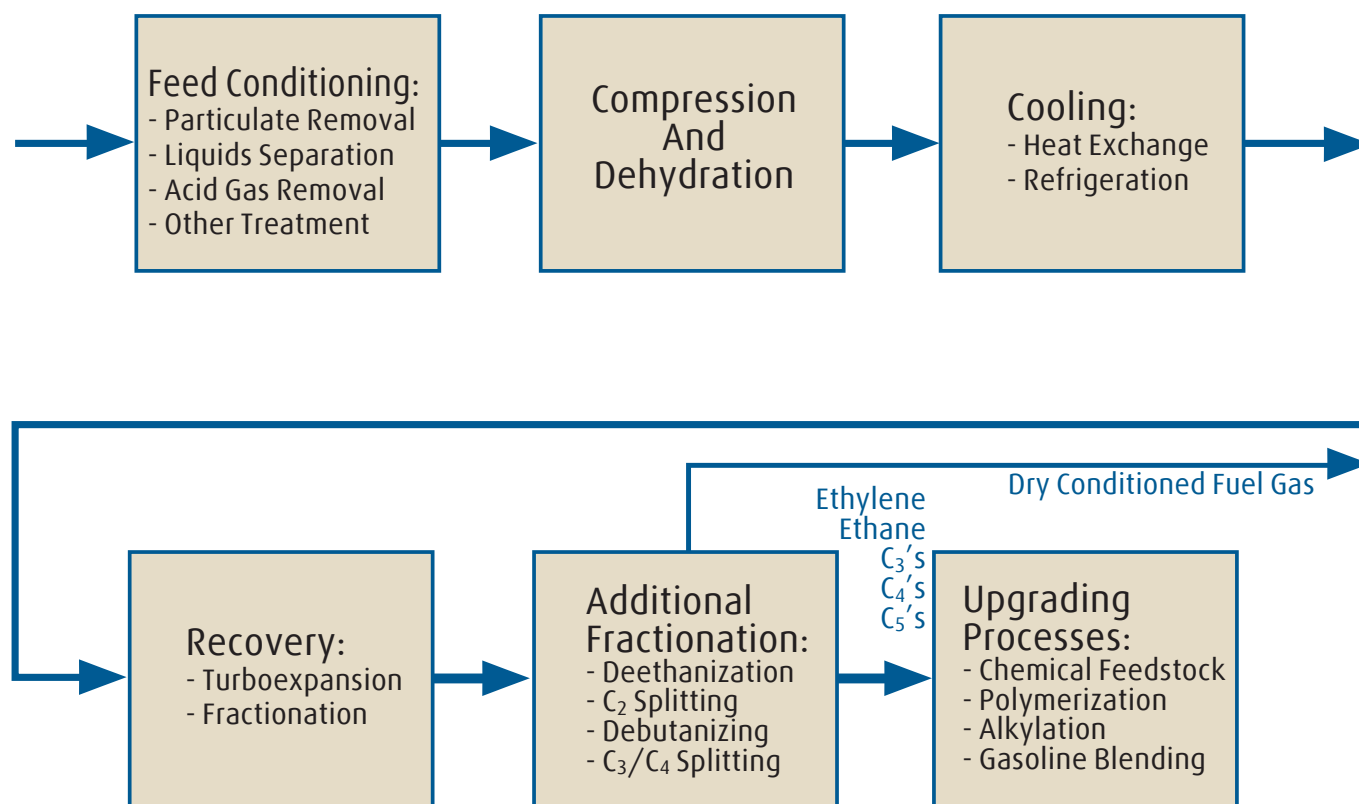 Feed Conditioning:
- Particulate Removal
- Liquids Separation
- Acid Gas Removal
- Other Treatment
Compression
And
Dehydration
Cooling:
- Heat Exchange
- Refrigeration
Dry Conditioned Fuel Gas
Ethylene
Ethane
C₃'s
C₄'s
C₅'s
Recovery:
- Turboexpansion
- Fractionation
Additional
Fractionation:
- Deethanization
- C₂ Splitting
- Debutanizing
- C₃/C₄ Splitting
Upgrading
Processes:
- Chemical Feedstock
- Polymerization
- Alkylation
- Gasoline Blending